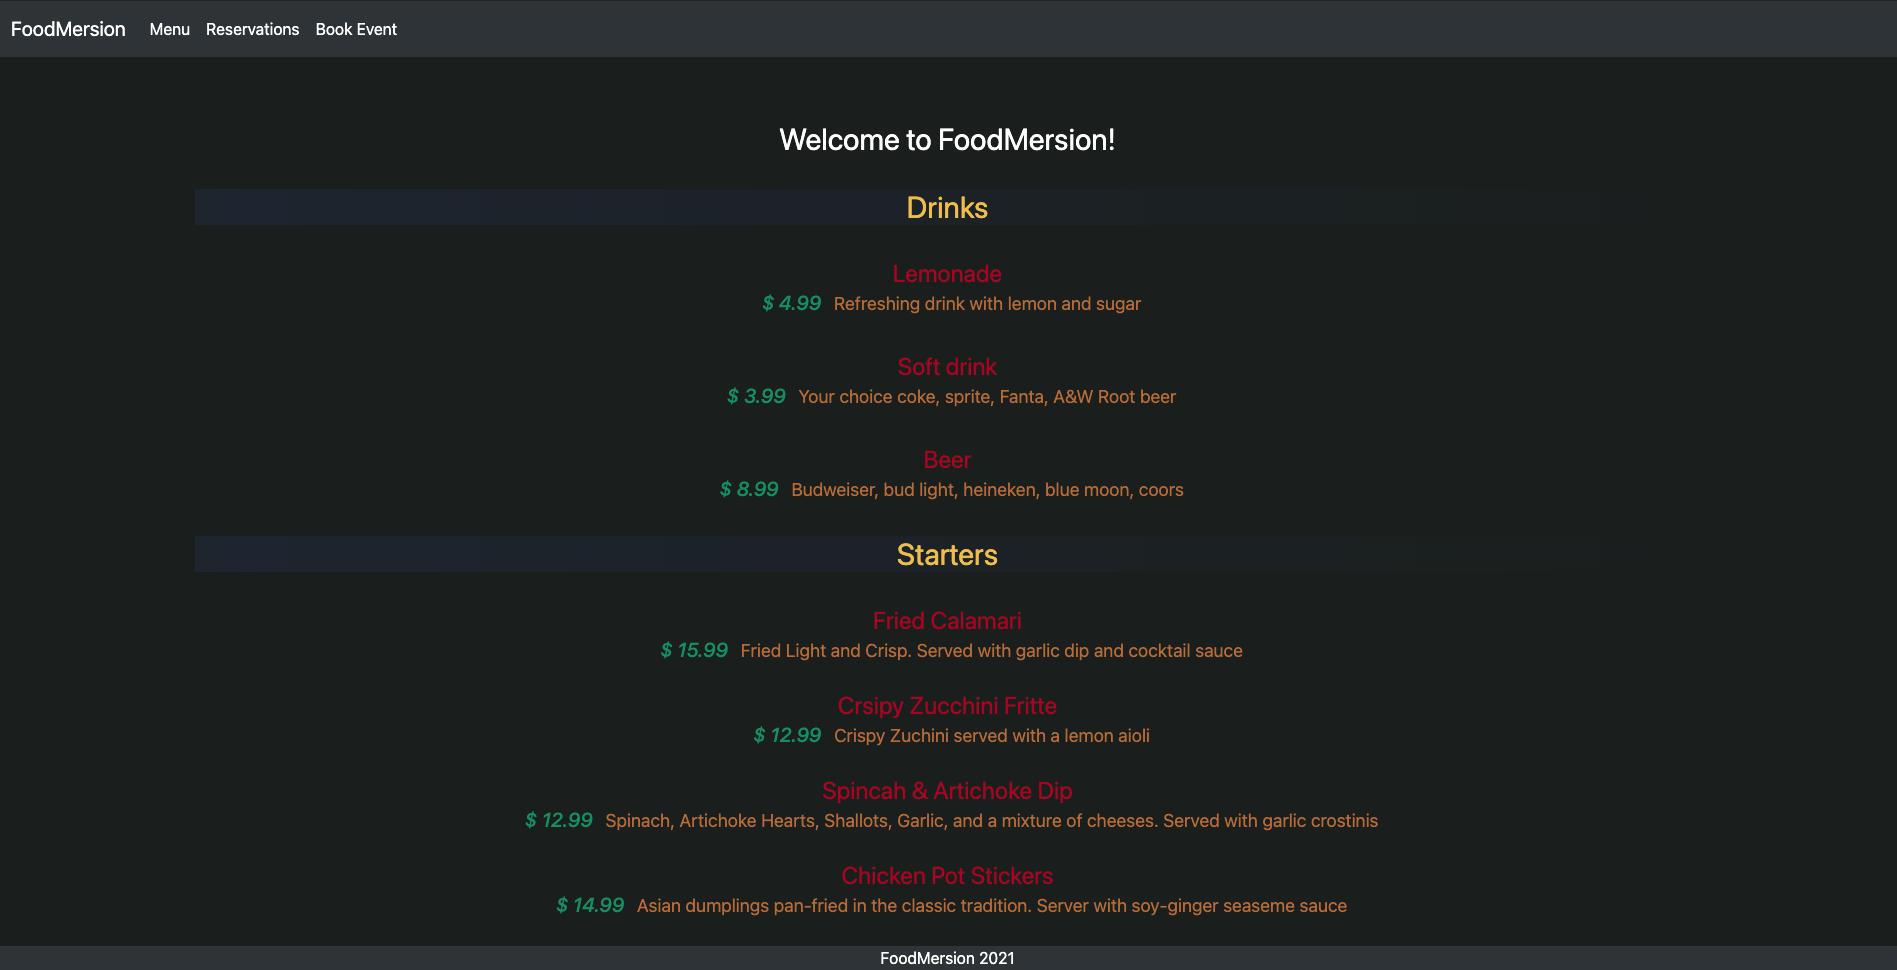 FoodMersion Menu Reservations Book Event
Welcome to FoodMersion!
Drinks
Lemonade
$ 4.99 Refreshing drink with lemon and sugar
Soft drink
$ 3.99 Your choice coke, sprite, Fanta, A&W Root beer
Beer
$ 8.99 Budweiser, bud light, heineken, blue moon, coors
Starters
Fried Calamari
$ 15.99 Fried Light and Crisp. Served with garlic dip and cocktail sauce
Crsipy Zucchini Fritte
$ 12.99 Crispy Zuchini served with a lemon aioli
Spincah & Artichoke Dip
$ 12.99 Spinach, Artichoke Hearts, Shallots, Garlic, and a mixture of cheeses. Served with garlic crostinis
Chicken Pot Stickers
$ 14.99 Asian dumplings pan-fried in the classic tradition. Server with soy-ginger seaseme sauce
FoodMersion 2021